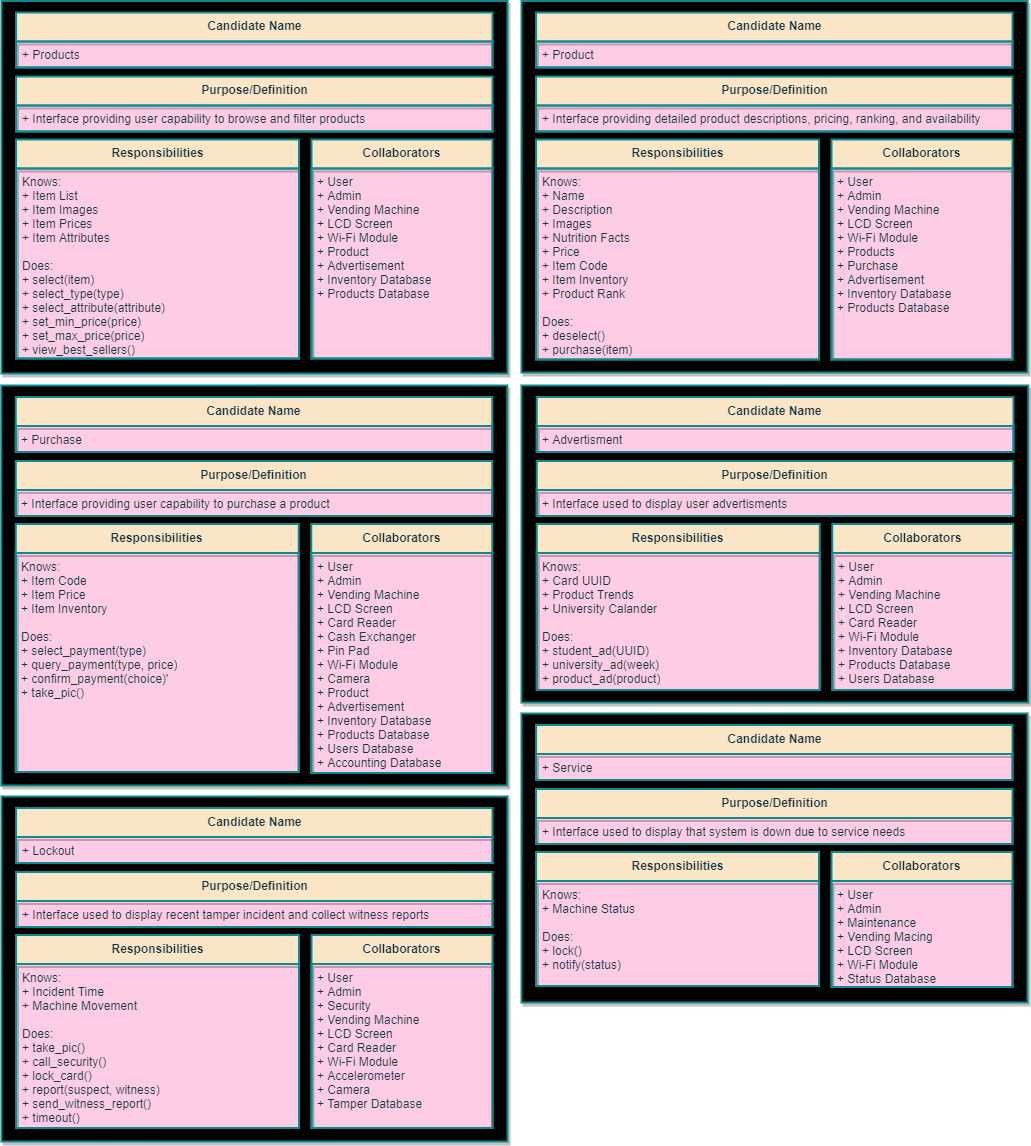 Candidate Name
+ Products
Purpose/Definition
+ Interface providing user capability to browse and filter products
Responsibilities
Knows:
+ Item List
+ Item Images
+ Item Prices
+ Item Attributes
Does:
+ select(item)
+ select_type(type)
+ select_attribute(attribute)
+ set_min_price(price)
+ set_max_price(price)
+ view_best_sellers()
Collaborators
+ User
+ Admin
+ Vending Machine
+ LCD Screen
+ Wi-Fi Module
+ Product
+ Advertisement
+ Inventory Database
+ Products Database
Candidate Name
+ Product
Purpose/Definition
+ Interface providing detailed product descriptions, pricing, ranking, and availability
Responsibilities
Knows:
+ Name
+ Description
+ Images
+ Nutrition Facts
+ Price
+ Item Code
+ Item Inventory
+ Product Rank
Does:
+ deselect()
+ purchase(item)
Collaborators
+ User
+ Admin
+ Vending Machine
+ LCD Screen
+ Wi-Fi Module
+ Products
+ Purchase
+ Advertisement
+ Inventory Database
+ Products Database
Candidate Name
+ Purchase
Purpose/Definition
+ Interface providing user capability to purchase a product
Responsibilities
Knows:
+ Item Code
+ Item Price
+ Item Inventory
Does:
+ select_payment(type)
+ query_payment(type, price)
+ confirm_payment(choice)'
+ take_pic()
Collaborators
+ User
+ Admin
+ Vending Machine
+ LCD Screen
+ Card Reader
+ Cash Exchanger
+ Pin Pad
+ Wi-Fi Module
+ Camera
+ Product
+ Advertisement
+ Inventory Database
+ Products Database
+ Users Database
+ Accounting Database
Candidate Name
+ Advertisment
Purpose/Definition
+ Interface used to display user advertisments
Responsibilities
Knows:
+ Card UUID
+ Product Trends
+ University Calander
Does:
+ student_ad(UUID)
+ university_ad(week)
+ product_ad(product)
Collaborators
+ User
+ Admin
+ Vending Machine
+ LCD Screen
+ Card Reader
+ Wi-Fi Module
+ Inventory Database
+ Products Database
+ Users Database
Candidate Name
+ Service
Purpose/Definition
+ Interface used to display that system is down due to service needs
Responsibilities
Knows:
+ Machine Status
Does:
+ lock()
+ notify(status)
Collaborators
+ User
+ Admin
+ Maintenance
+ Vending Macing
+ LCD Screen
+ Wi-Fi Module
+ Status Database
Candidate Name
+ Lockout
Purpose/Definition
+ Interface used to display recent tamper incident and collect witness reports
Responsibilities
Knows:
+ Incident Time
+ Machine Movement
Does:
+ take_pic()
+ call_security()
+ lock_card()
+ report(suspect, witness)
+ send_witness_report()
+ timeout()
Collaborators
+ User
+ Admin
+ Security
+ Vending Machine
+ LCD Screen
+ Card Reader
+ Wi-Fi Module
+ Accelerometer
+ Camera
+ Tamper Database